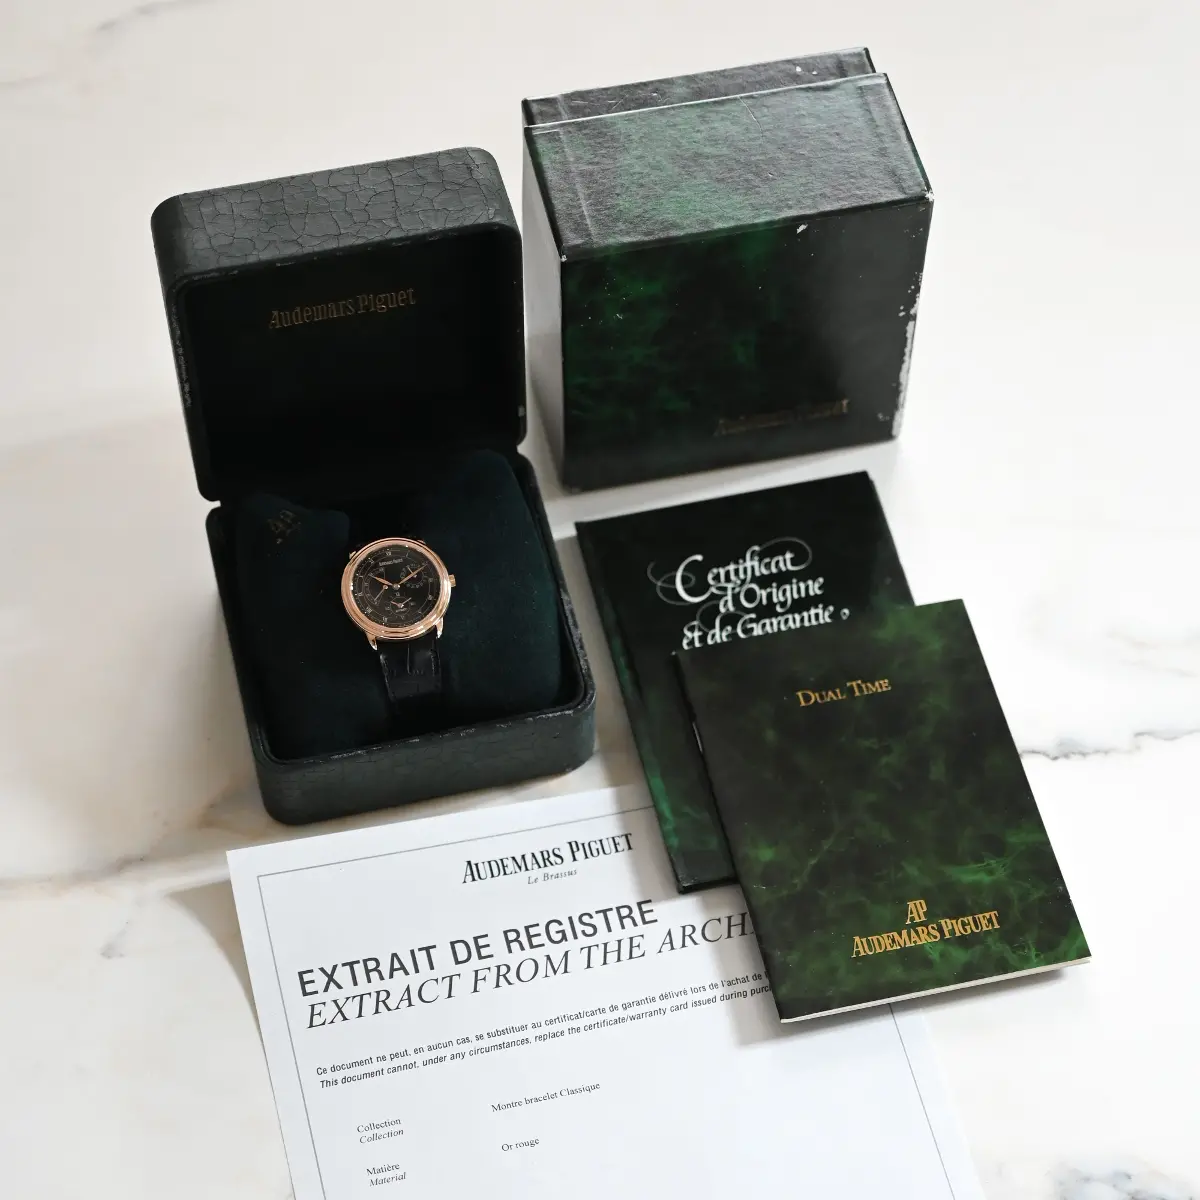 Audemars Piguet
Audemars Piguet
AP
AUDEMARS PIGUET
Certificat
d'Origine
et de Garantie
DUAL TIME
AP
AUDEMARS PIGUET
AUDEMARS PIGUET
Le Brassus
EXTRAIT DE REGISTRE
EXTRACT FROM THE
Ce document ne peut, en aucun cas, se substituer au certificat/carte de garantie délivré lors de l'achat de
This document cannot, under any circumstances, replace the certificate/warranty card issued during
Collection
Collection
Montre bracelet Classique
Matière
Material
Or rouge